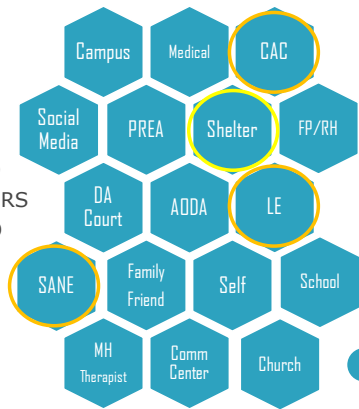 Campus
Medical
CAC
Social
Media
PREA
Shelter
FP/RH
RS
DA
Court
AODA
LE
SANE
Family
Friend
Self
School
MH
Therapist
Comm
Center
Church